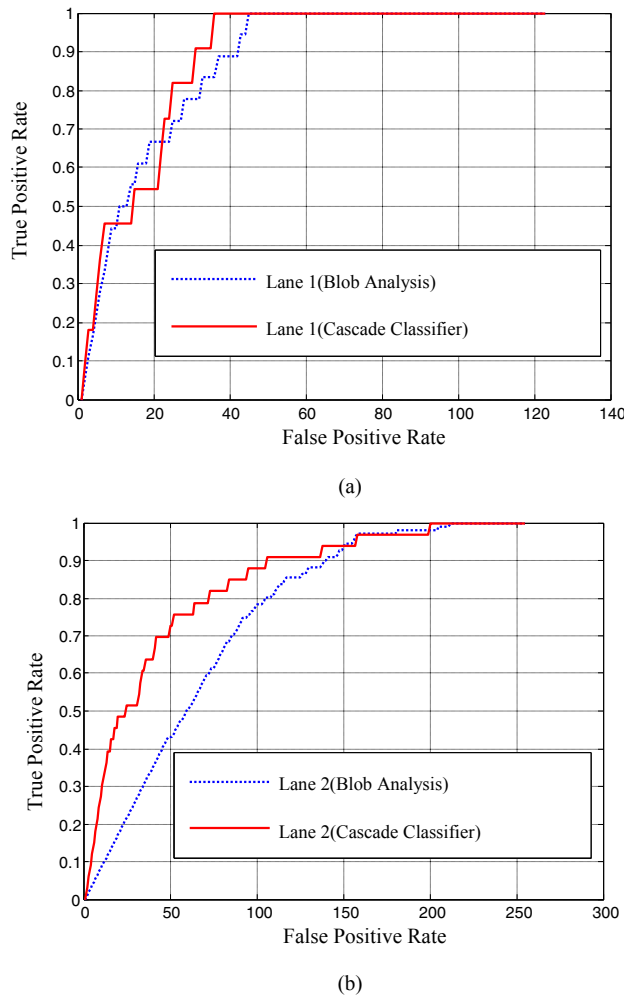 1
0.9
0.8
0.7
0.6
0.5
0.4
0.3
0.2
0.1
0
True Positive Rate
Lane 1(Blob Analysis)
Lane 1(Cascade Classifier)
0 20 40 60 80 100 120 140
False Positive Rate
(a)
1
0.9
0.8
0.7
0.6
0.5
0.4
0.3
0.2
0.1
0
True Positive Rate
Lane 2(Blob Analysis)
Lane 2(Cascade Classifier)
0 50 100 150 200 250 300
False Positive Rate
(b)